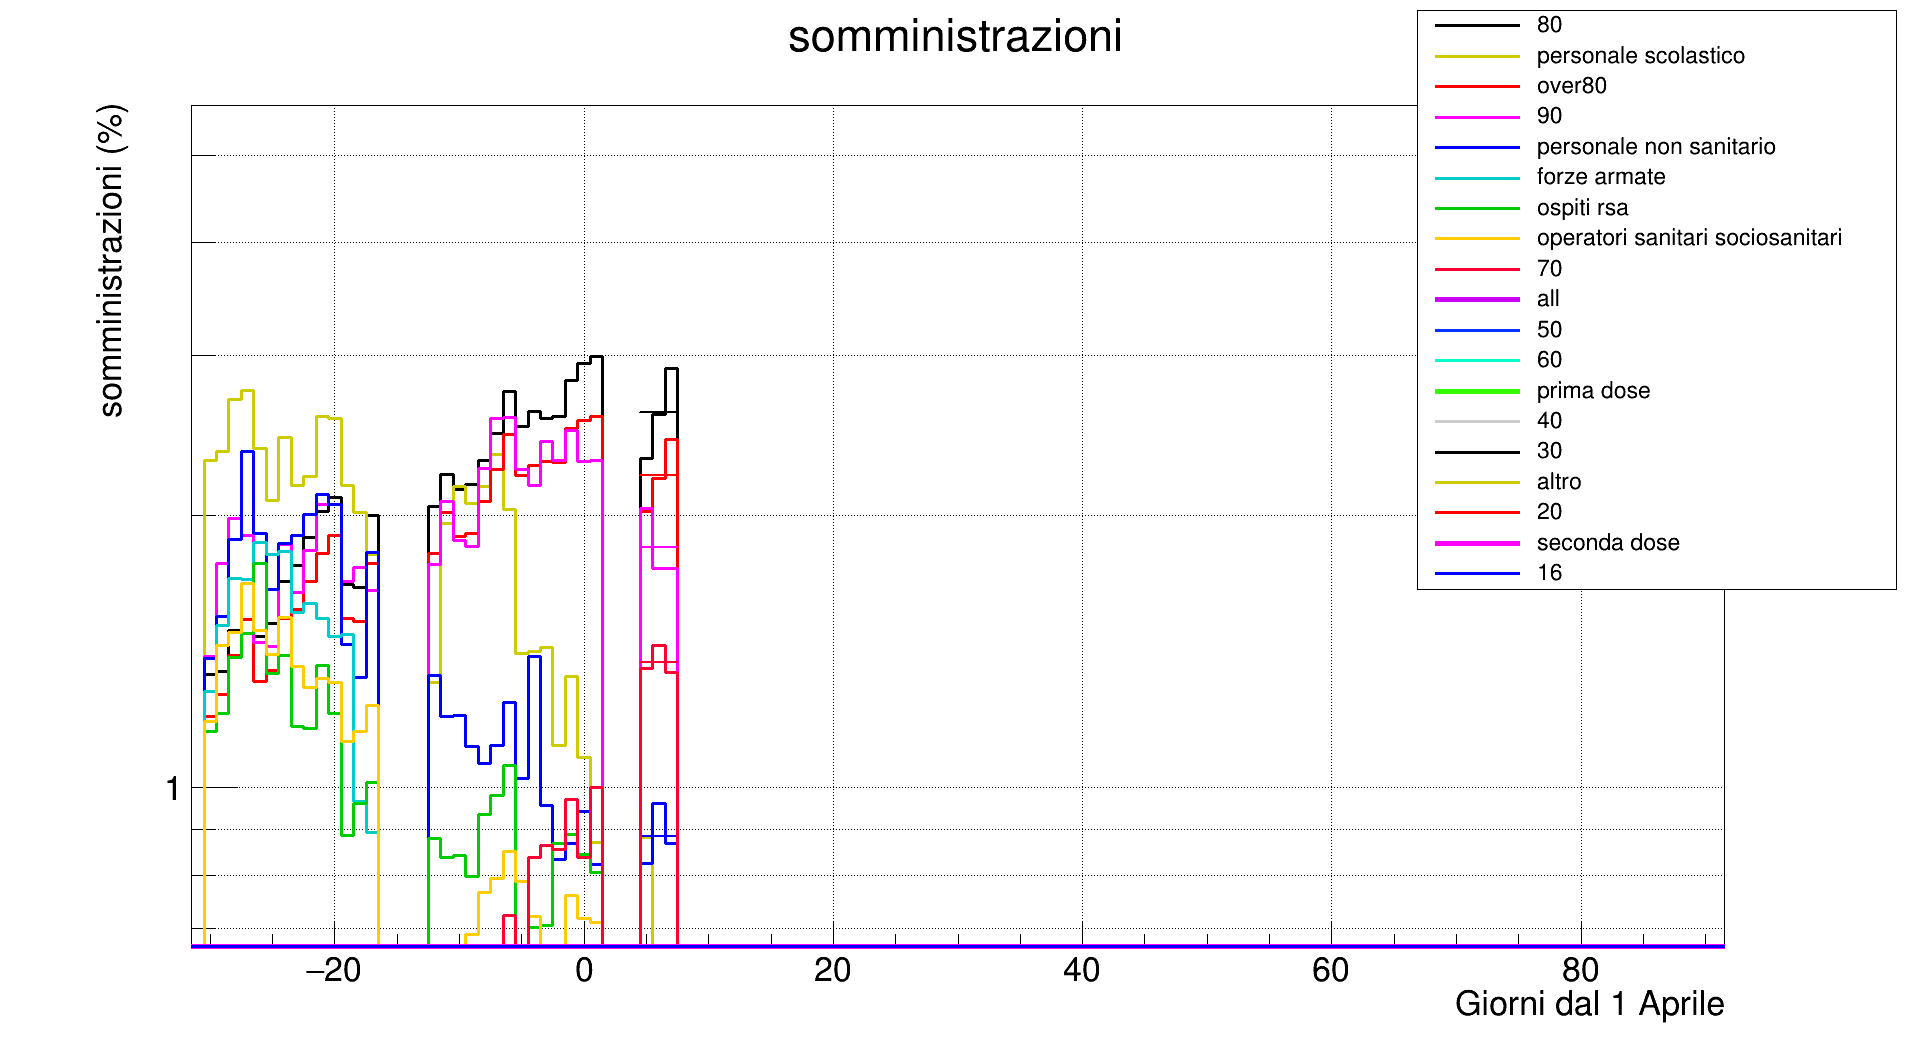 somministrazioni
somministrazioni (%)
80
personale scolastico
over80
90
personale non sanitario
forze armate
ospiti rsa
operatori sanitari sociosanitari
70
all
50
60
prima dose
40
30
altro
20
seconda dose
16
1
−20 0 20 40 60 80
Giorni dal 1 Aprile